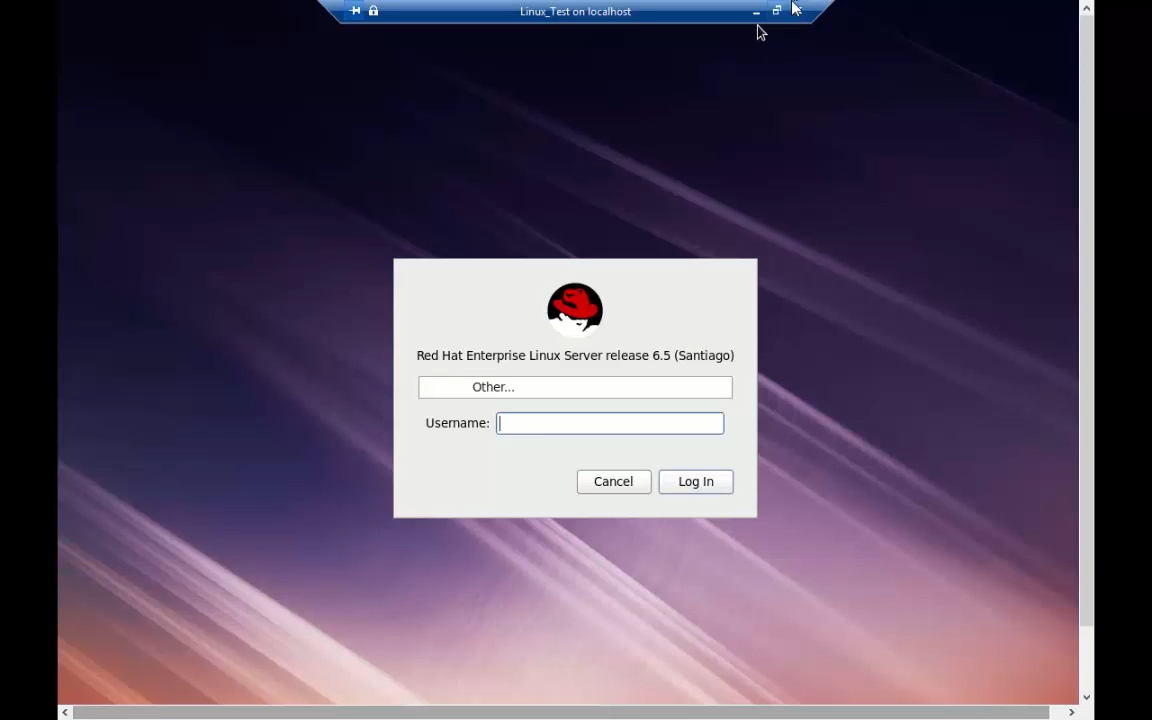 Linux_Test on localhost
Red Hat Enterprise Linux Server release 6.5 (Santiago)
Other...
Username:
Cancel
Log In